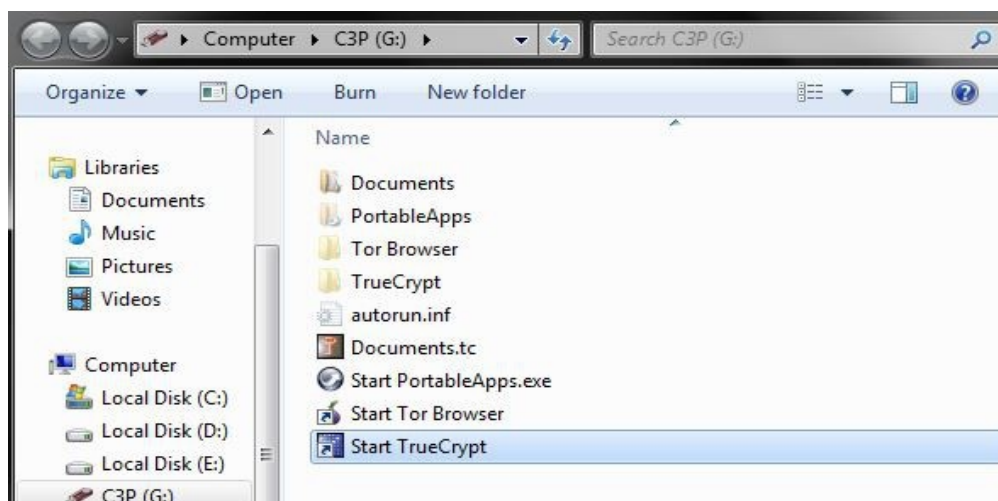 Computer ▸ C3P (G:) ▸ Search C3P (G:)
Organize Open Burn New folder
Name
Libraries
Documents
Music
Pictures
Videos
Computer
Local Disk (C:)
Local Disk (D:)
Local Disk (E:)
C3P (G:)
Documents
PortableApps
Tor Browser
TrueCrypt
autorun.inf
Documents.tc
Start PortableApps.exe
Start Tor Browser
Start TrueCrypt